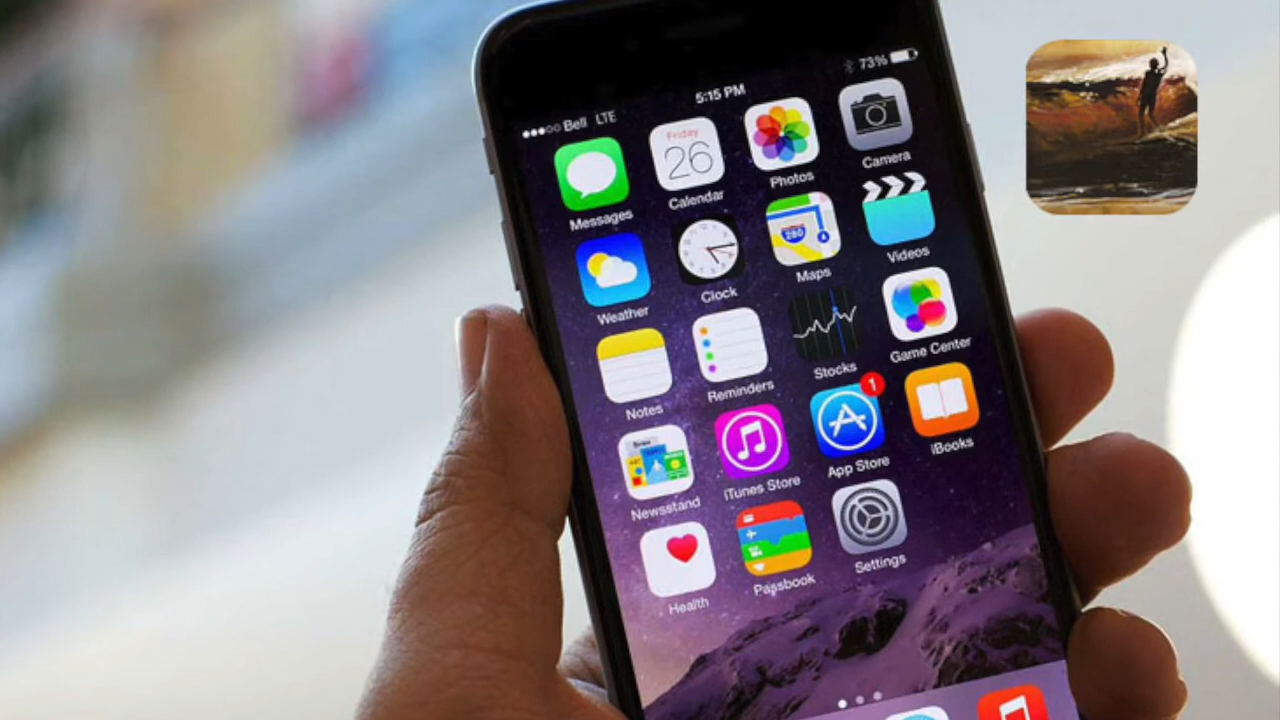 Bell LTE 5:15 PM 73%
Messages Calendar Photos Camera
Friday
26
Weather Clock Maps Videos
280
Notes Reminders Stocks Game Center
Newsstand iTunes Store App Store iBooks
1
Health Passbook Settings